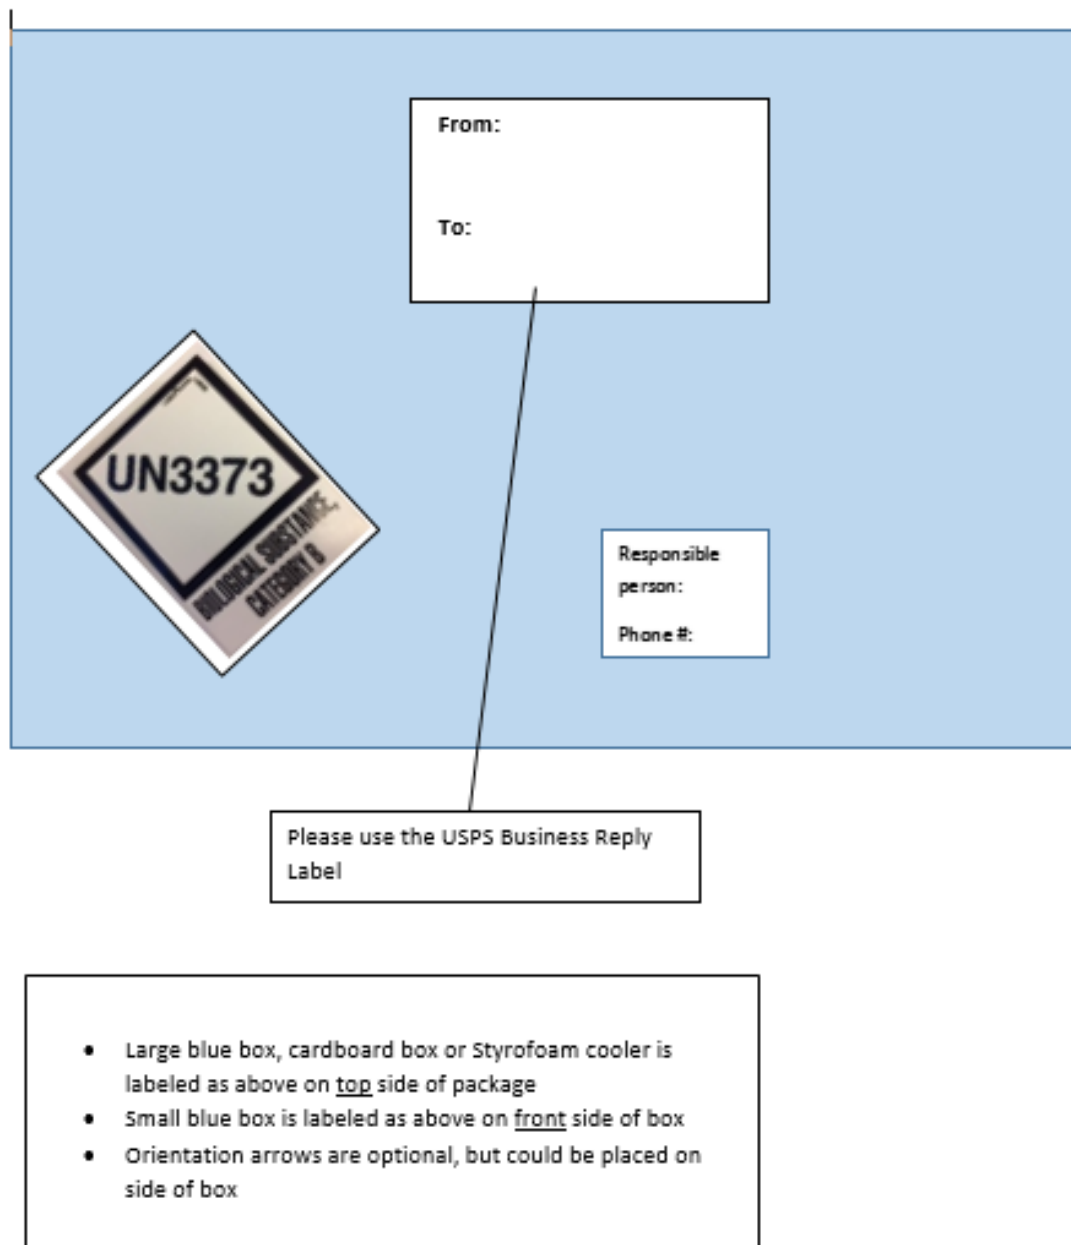 From:
To:
UN3373
BIOLOGICAL SUBSTANCE,
CATEGORY B
Responsible
person:
Phone #:
Please use the USPS Business Reply
Label
Large blue box, cardboard box or Styrofoam cooler is
labeled as above on top side of package
Small blue box is labeled as above on front side of box
Orientation arrows are optional, but could be placed on
side of box